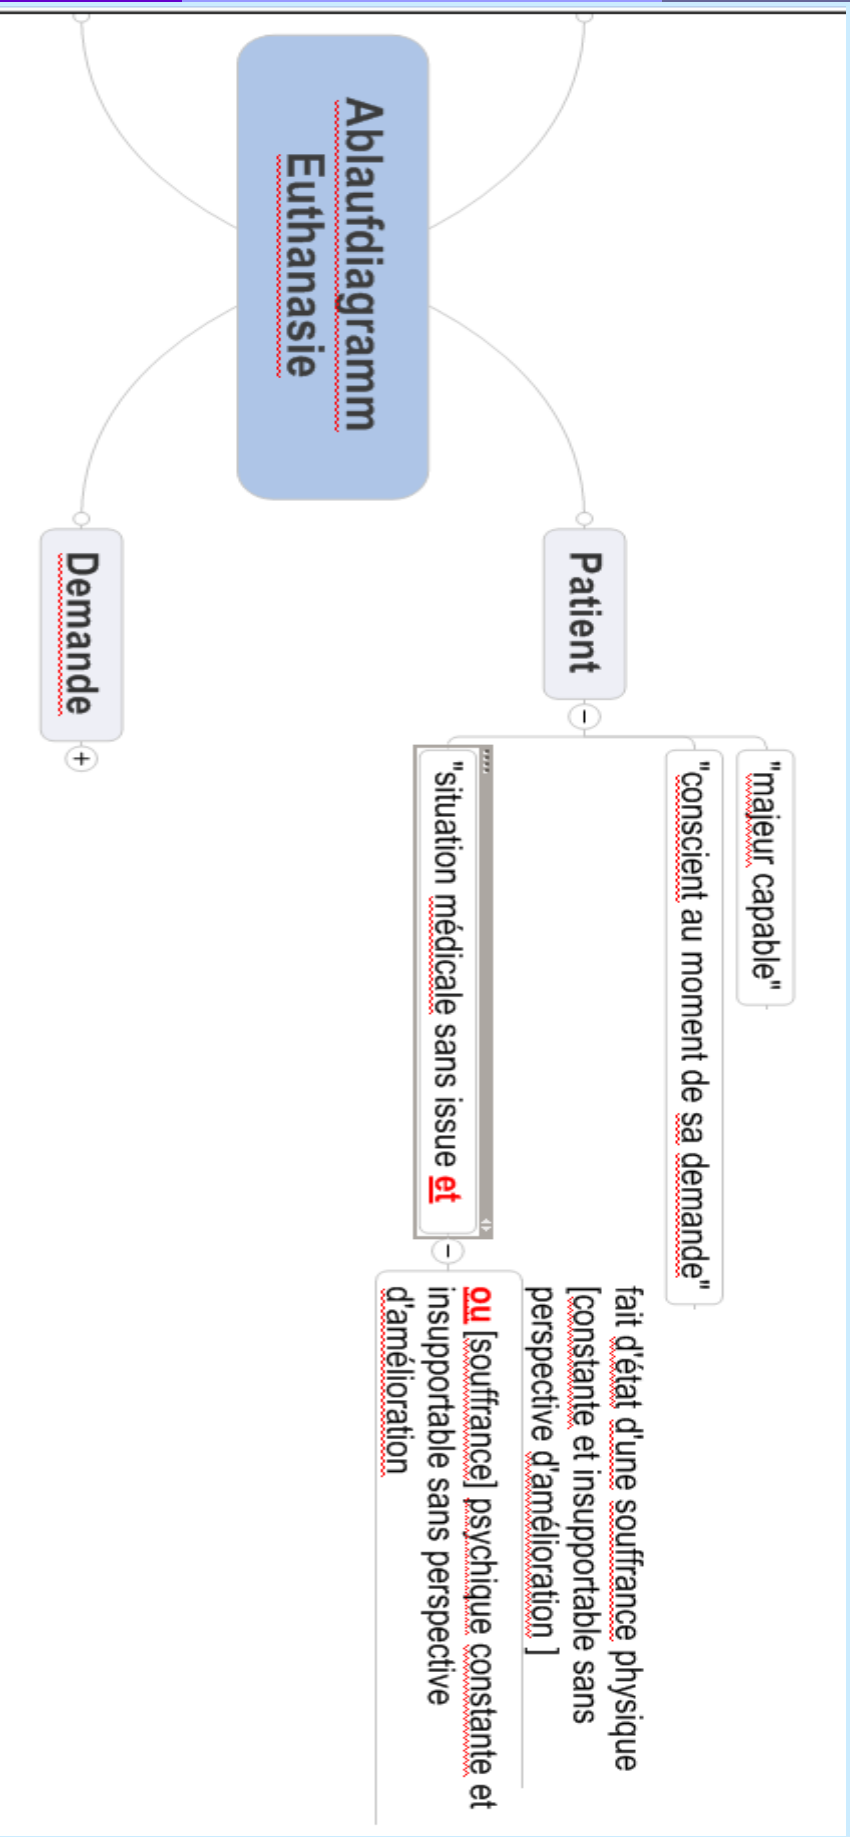 Ablaufdiagramm
Euthanasie
Patient
"majeur capable"
"conscient au moment de sa demande"
"situation médicale sans issue et
fait d'état d'une souffrance physique
[constante et insupportable sans
perspective d'amélioration ]
ou [souffrance] psychique constante et
insupportable sans perspective
d'amélioration
Demande